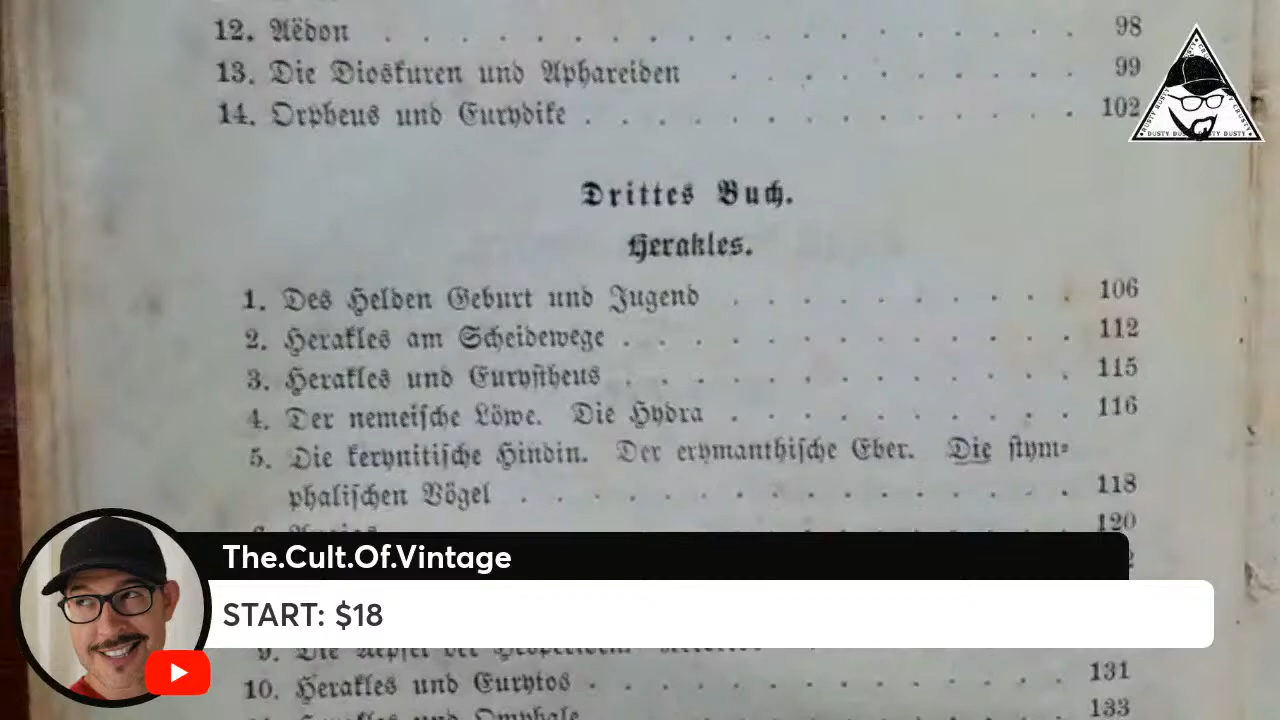 12. Aëdon . . . . . . . . . . . . . . . . . 98
13. Die Dioskuren und Aphareiden . . . . . . . . . 99
14. Orpheus und Eurydike . . . . . . . . . . . . 102
Drittes Buch.
Herakles.
1. Des Helden Geburt und Jugend . . . . . . . . . 106
2. Herakles am Scheidewege . . . . . . . . . . . 112
3. Herakles und Eurystheus . . . . . . . . . . . 115
4. Der nemeische Löwe. Die Hydra . . . . . . . . . 116
5. Die kerynitische Hindin. Der erymanthische Eber. Die stym-
phalischen Vögel . . . . . . . . . . . . . . 118
120
The.Cult.Of.Vintage
START: $18
10. Herakles und Eurytos . . . . . . . . . . . . 131
Herakles und Omphale 133